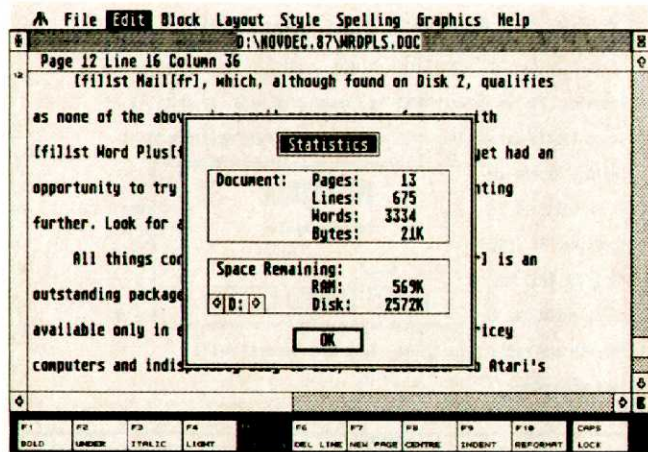 File Edit Block Layout Style Spelling Graphics Help
D:\NOVDEC.87\WRDPLS.DOC
Page 12 Line 16 Column 36
[fi]1st Mail[fr], which, although found on Disk 2, qualifies
as none of the abov ith
[fi]1st Word Plus[f yet had an
opportunity to try nting
further. Look for a
All things con ] is an
outstanding package
available only in e ricey
computers and indis Atari's
Statistics
Document: Pages: 13
Lines: 675
Words: 3334
Bytes: 21K
Space Remaining:
RAM: 569K
D: Disk: 2572K
OK
F1 F2 F3 F4 F6 F7 F8 F9 F10 CAPS
BOLD UNDER ITALIC LIGHT DEL LINE NEW PAGE CENTRE INDENT REFORMAT LOCK